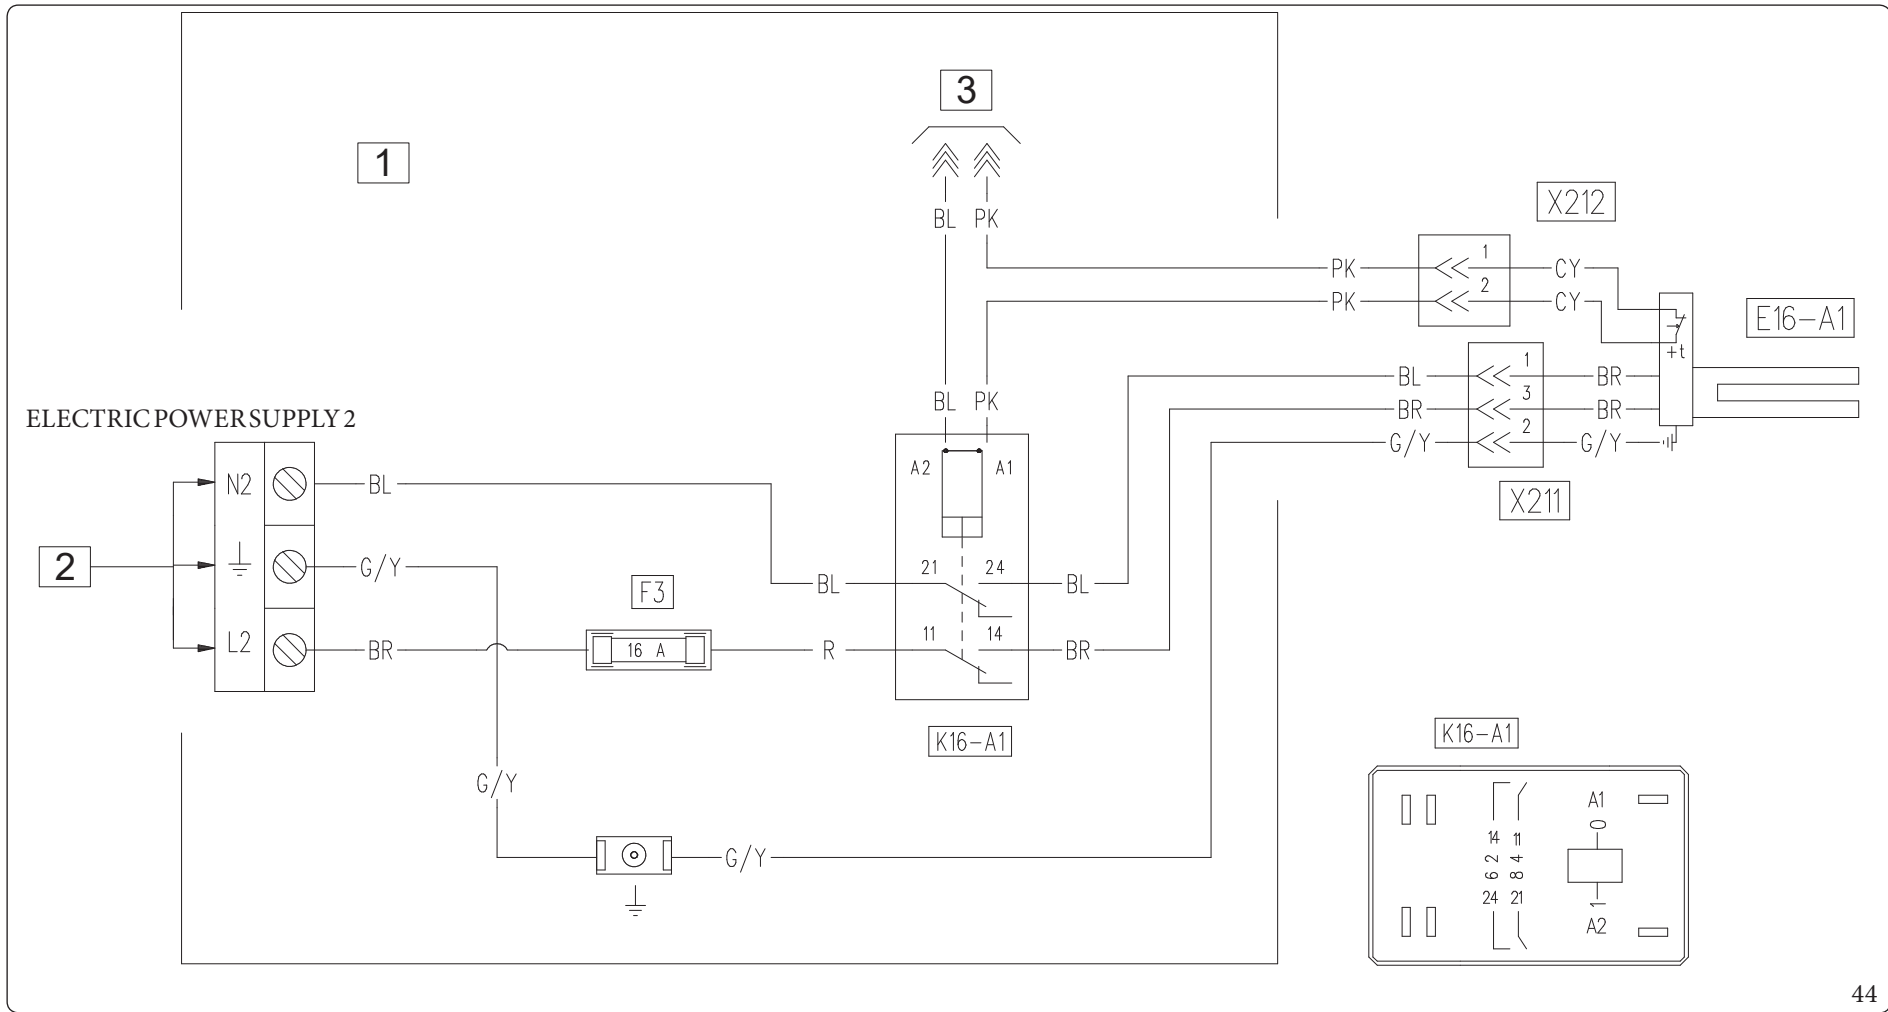 3
1
X212
BL PK
PK 1 CY
PK 2 CY
E16-A1
+t
BL 1 BR
BR 3 BR
G/Y 2 G/Y
X211
BL PK
ELECTRIC POWER SUPPLY 2
A2 A1
N2 BL
2
G/Y
BL 21 24 BL
F3
L2 BR 16 A R 11 14 BR
K16-A1
G/Y
G/Y
K16-A1
A1
0
14 11
2 4
6 8
24 21
1
A2
44